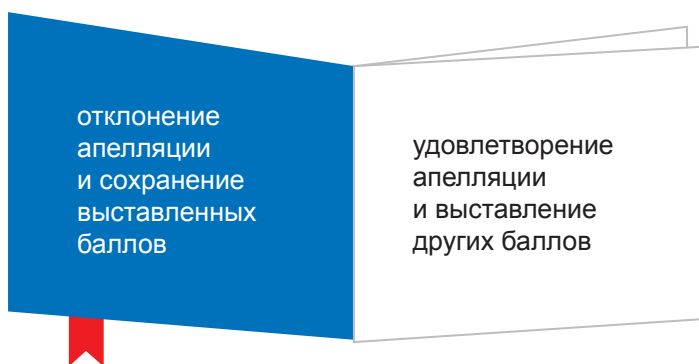 отклонение
апелляции
и сохранение
выставленных
баллов
удовлетворение
апелляции
и выставление
других баллов